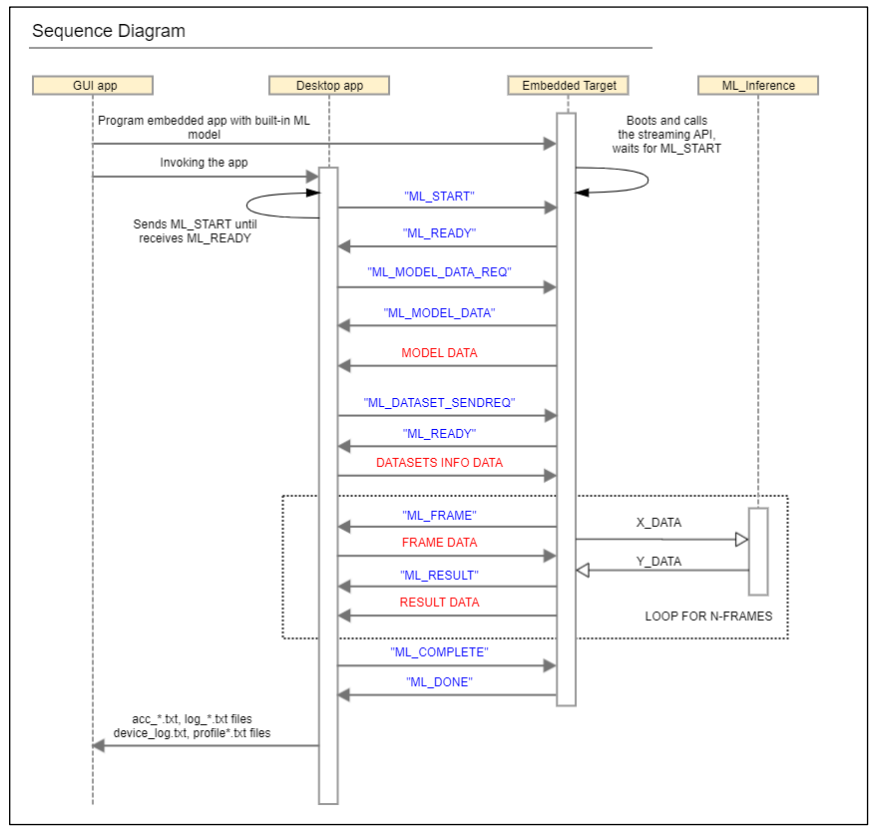 Sequence Diagram
GUI app
Desktop app
Embedded Target
ML_Inference
Program embedded app with built-in ML
model
Boots and calls
the streaming API,
waits for ML_START
Invoking the app
"ML_START"
Sends ML_START until
receives ML_READY
"ML_READY"
"ML_MODEL_DATA_REQ"
"ML_MODEL_DATA"
MODEL DATA
"ML_DATASET_SENDREQ"
"ML_READY"
DATASETS INFO DATA
"ML_FRAME"
X_DATA
FRAME DATA
Y_DATA
"ML_RESULT"
RESULT DATA
LOOP FOR N-FRAMES
"ML_COMPLETE"
"ML_DONE"
acc_*.txt, log_*.txt files
device_log.txt, profile*.txt files